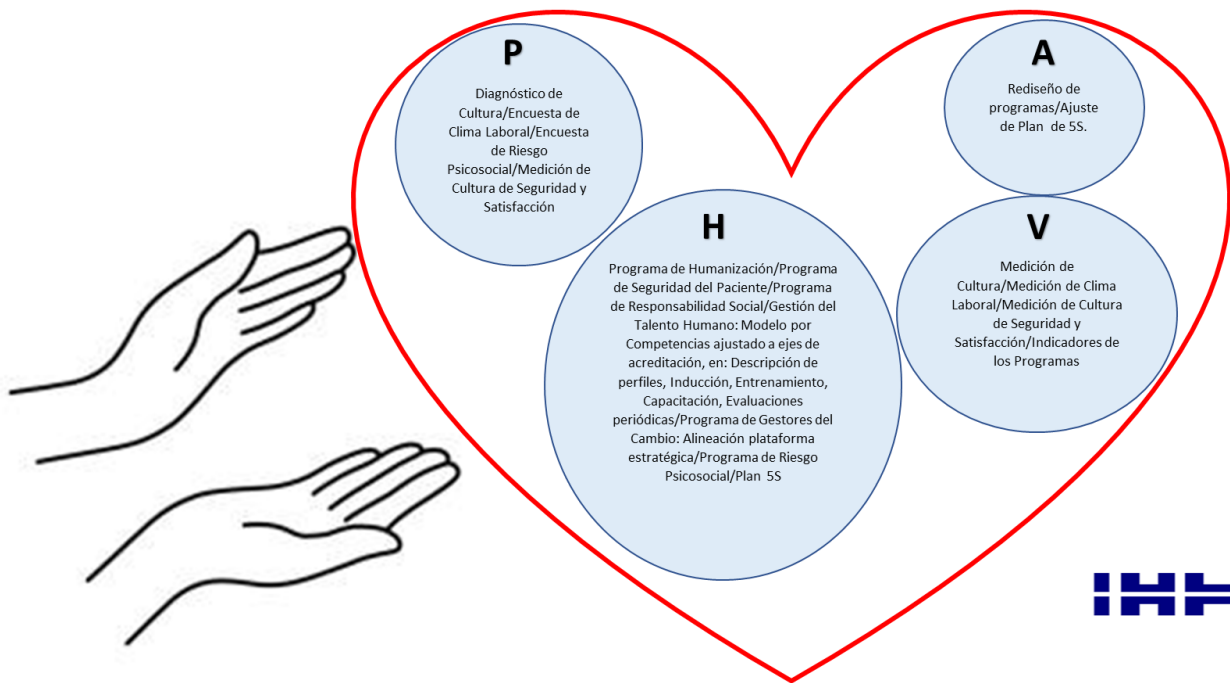 P
Diagnóstico de
Cultura/Encuesta de
Clima Laboral/Encuesta
de Riesgo
Psicosocial/Medición de
Cultura de Seguridad y
Satisfacción
H
Programa de Humanización/Programa
de Seguridad del Paciente/Programa
de Responsabilidad Social/Gestión del
Talento Humano: Modelo por
Competencias ajustado a ejes de
acreditación, en: Descripción de
perfiles, Inducción, Entrenamiento,
Capacitación, Evaluaciones
periódicas/Programa de Gestores del
Cambio: Alineación plataforma
estratégica/Programa de Riesgo
Psicosocial/Plan 5S
A
Rediseño de
programas/Ajuste
de Plan de 5S.
V
Medición de
Cultura/Medición de Clima
Laboral/Medición de Cultura
de Seguridad y
Satisfacción/Indicadores de
los Programas